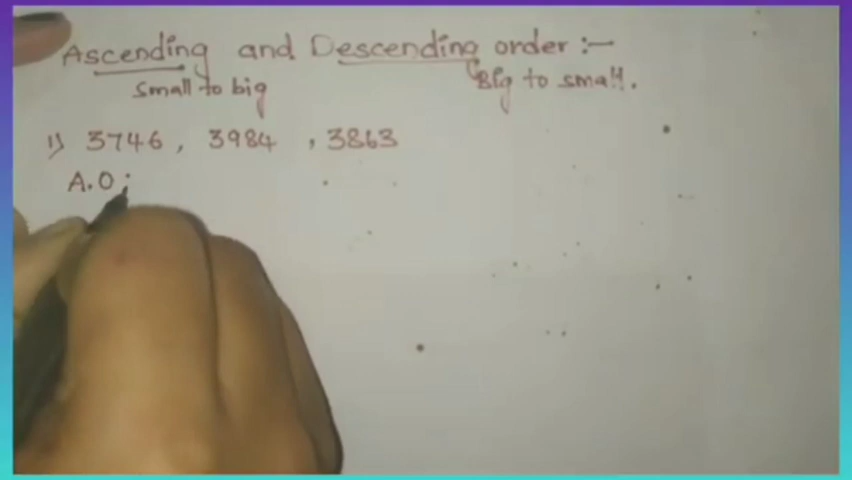 Ascending and Descending order :-
small to big Big to small.
1) 3746, 3984, 3863
A.O: